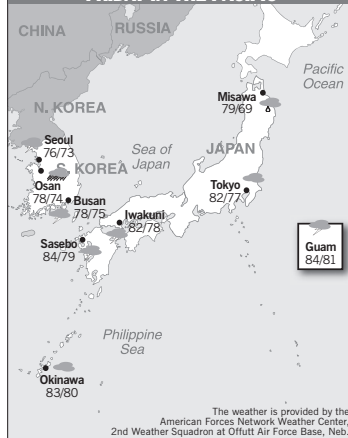 CHINA
RUSSIA
Pacific
Ocean
N. KOREA
Misawa
79/69
Seoul
76/73
Sea of
Japan
JAPAN
S. KOREA
Osan
78/74
Busan
78/75
Tokyo
82/77
Iwakuni
82/78
Sasebo
84/79
Guam
84/81
Philippine
Sea
Okinawa
83/80
The weather is provided by the
American Forces Network Weather Center,
2nd Weather Squadron at Offutt Air Force Base, Neb.